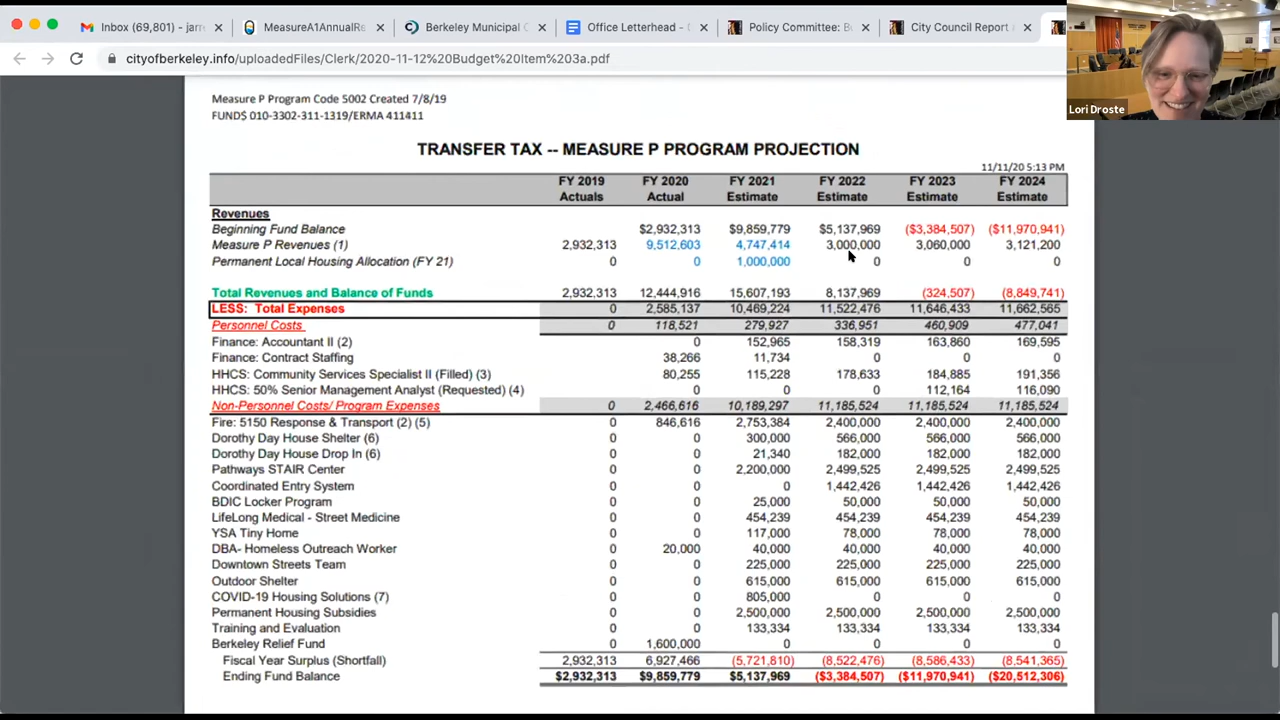 Inbox (69,801) - jarre
MeasureA1AnnualRe
Berkeley Municipal C
Office Letterhead - G
Policy Committee: Bu
City Council Report A
cityofberkeley.info/uploadedFiles/Clerk/2020-11-12%20Budget%20Item%203a.pdf
Lori Droste
Measure P Program Code 5002 Created 7/8/19
FUND$ 010-3302-311-1319/ERMA 411411
TRANSFER TAX -- MEASURE P PROGRAM PROJECTION
11/11/20 5:13 PM
FY 2019 FY 2020 FY 2021 FY 2022 FY 2023 FY 2024
Actuals Actual Estimate Estimate Estimate Estimate
Revenues
Beginning Fund Balance $2,932,313 $9,859,779 $5,137,969 ($3,384,507) ($11,970,941)
Measure P Revenues (1) 2,932,313 9,512,603 4,747,414 3,000,000 3,060,000 3,121,200
Permanent Local Housing Allocation (FY 21) 0 0 1,000,000 0 0 0
Total Revenues and Balance of Funds 2,932,313 12,444,916 15,607,193 8,137,969 (324,507) (8,849,741)
LESS: Total Expenses 0 2,585,137 10,469,224 11,522,476 11,646,433 11,662,565
Personnel Costs 0 118,521 279,927 336,951 460,909 477,041
Finance: Accountant II (2) 0 152,965 158,319 163,860 169,595
Finance: Contract Staffing 38,266 11,734 0 0 0
HHCS: Community Services Specialist II (Filled) (3) 80,255 115,228 178,633 184,885 191,356
HHCS: 50% Senior Management Analyst (Requested) (4) 0 0 0 112,164 116,090
Non-Personnel Costs/ Program Expenses 0 2,466,616 10,189,297 11,185,524 11,185,524 11,185,524
Fire: 5150 Response & Transport (2) (5) 0 846,616 2,753,384 2,400,000 2,400,000 2,400,000
Dorothy Day House Shelter (6) 0 0 300,000 566,000 566,000 566,000
Dorothy Day House Drop In (6) 0 0 21,340 182,000 182,000 182,000
Pathways STAIR Center 0 0 2,200,000 2,499,525 2,499,525 2,499,525
Coordinated Entry System 0 0 0 1,442,426 1,442,426 1,442,426
BDIC Locker Program 0 0 25,000 50,000 50,000 50,000
LifeLong Medical - Street Medicine 0 0 454,239 454,239 454,239 454,239
YSA Tiny Home 0 0 117,000 78,000 78,000 78,000
DBA- Homeless Outreach Worker 0 20,000 40,000 40,000 40,000 40,000
Downtown Streets Team 0 0 225,000 225,000 225,000 225,000
Outdoor Shelter 0 0 615,000 615,000 615,000 615,000
COVID-19 Housing Solutions (7) 0 0 805,000 0 0 0
Permanent Housing Subsidies 0 0 2,500,000 2,500,000 2,500,000 2,500,000
Training and Evaluation 0 0 133,334 133,334 133,334 133,334
Berkeley Relief Fund 0 1,600,000 0 0 0 0
Fiscal Year Surplus (Shortfall) 2,932,313 6,927,466 (5,721,810) (8,522,476) (8,586,433) (8,541,365)
Ending Fund Balance $2,932,313 $9,859,779 $5,137,969 ($3,384,507) ($11,970,941) ($20,512,306)